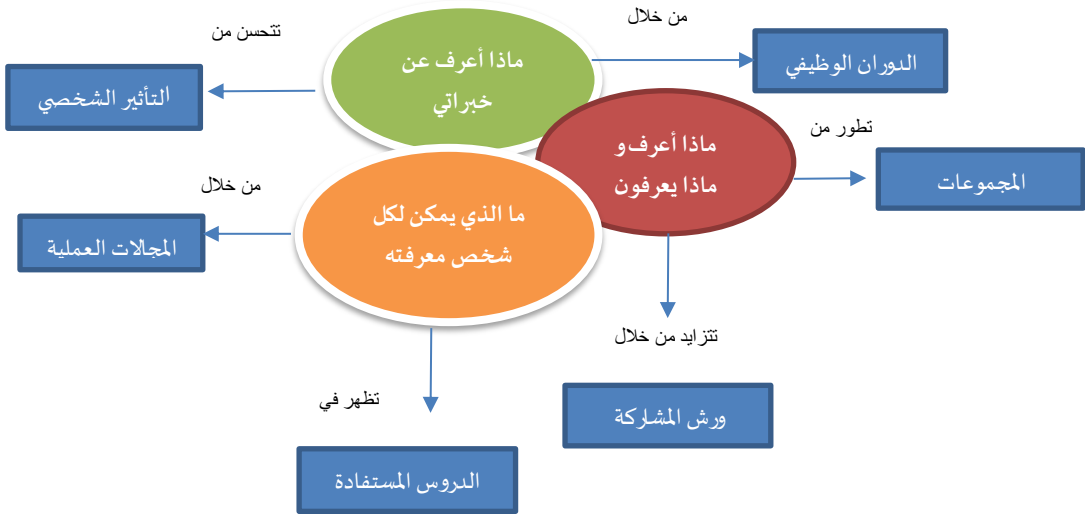 من خلال
الدوران الوظيفي
ماذا أعرف عن
خبراتي
تتحسن من
التأثير الشخصي
ماذا أعرف و
ماذا يعرفون
تطور من
المجموعات
ما الذي يمكن لكل
شخص معرفته
من خلال
المجالات العملية
تتزايد من خلال
ورش المشاركة
تظهر في
الدروس المستفادة